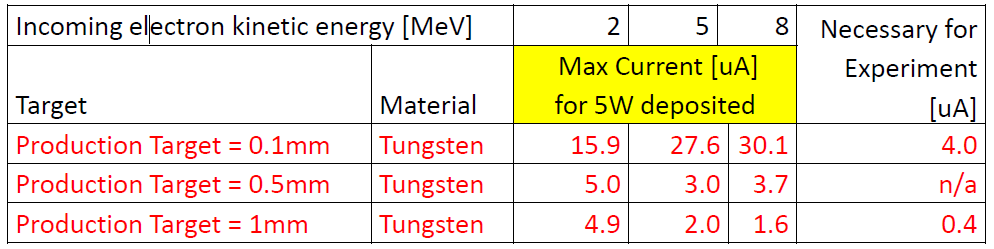 Incoming electron kinetic energy [MeV] 2 5 8 Necessary for Experiment [uA]
Target Material Max Current [uA] for 5W deposited
Production Target = 0.1mm Tungsten 15.9 27.6 30.1 4.0
Production Target = 0.5mm Tungsten 5.0 3.0 3.7 n/a
Production Target = 1mm Tungsten 4.9 2.0 1.6 0.4